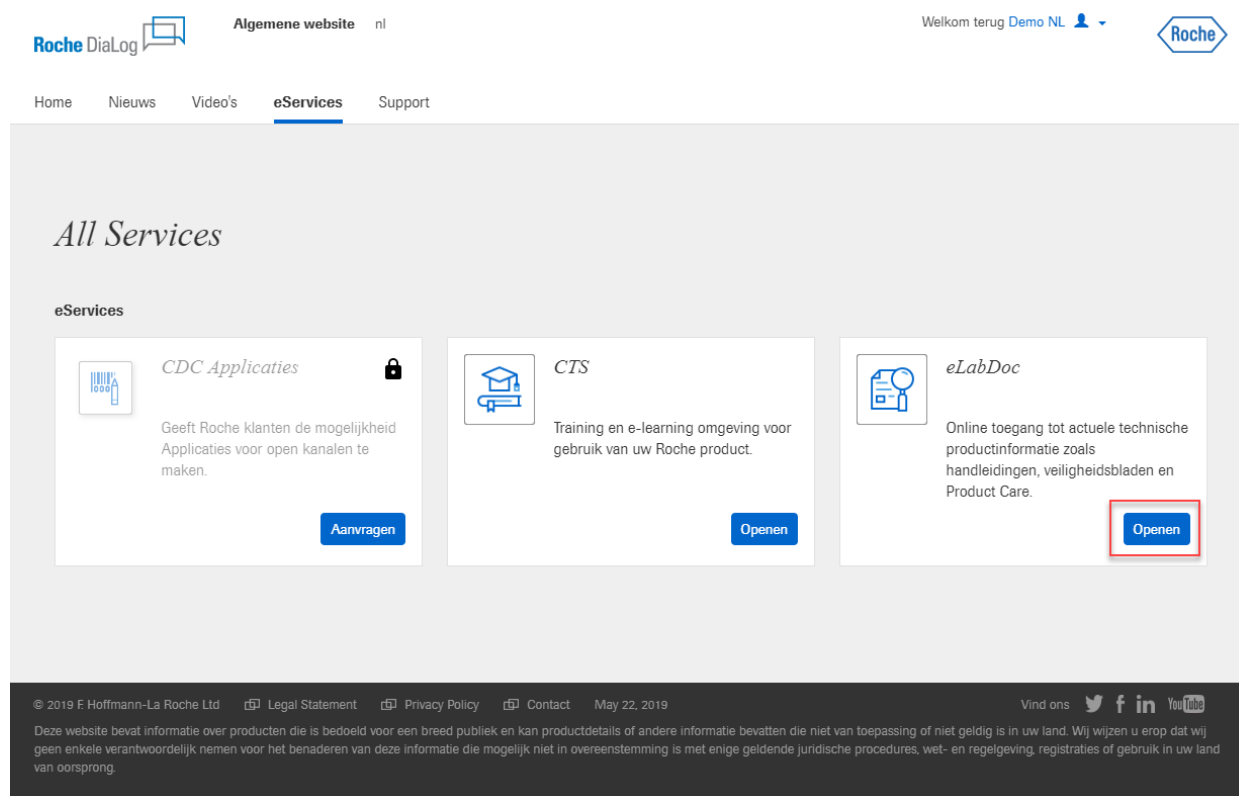 Roche DiaLog
Algemene website nl
Welkom terug Demo NL
Roche
Home Nieuws Video's eServices Support
All Services
eServices
CDC Applicaties
Geeft Roche klanten de mogelijkheid
Applicaties voor open kanalen te
maken.
Aanvragen
CTS
Training en e-learning omgeving voor
gebruik van uw Roche product.
Openen
eLabDoc
Online toegang tot actuele technische
productinformatie zoals
handleidingen, veiligheidsbladen en
Product Care.
Openen
© 2019 F. Hoffmann-La Roche Ltd Legal Statement Privacy Policy Contact May 22, 2019
Vind ons YouTube
Deze website bevat informatie over producten die is bedoeld voor een breed publiek en kan productdetails of andere informatie bevatten die niet van toepassing of niet geldig is in uw land. Wij wijzen u erop dat wij
geen enkele verantwoordelijk nemen voor het benaderen van deze informatie die mogelijk niet in overeenstemming is met enige geldende juridische procedures, wet- en regelgeving, registraties of gebruik in uw land
van oorsprong.